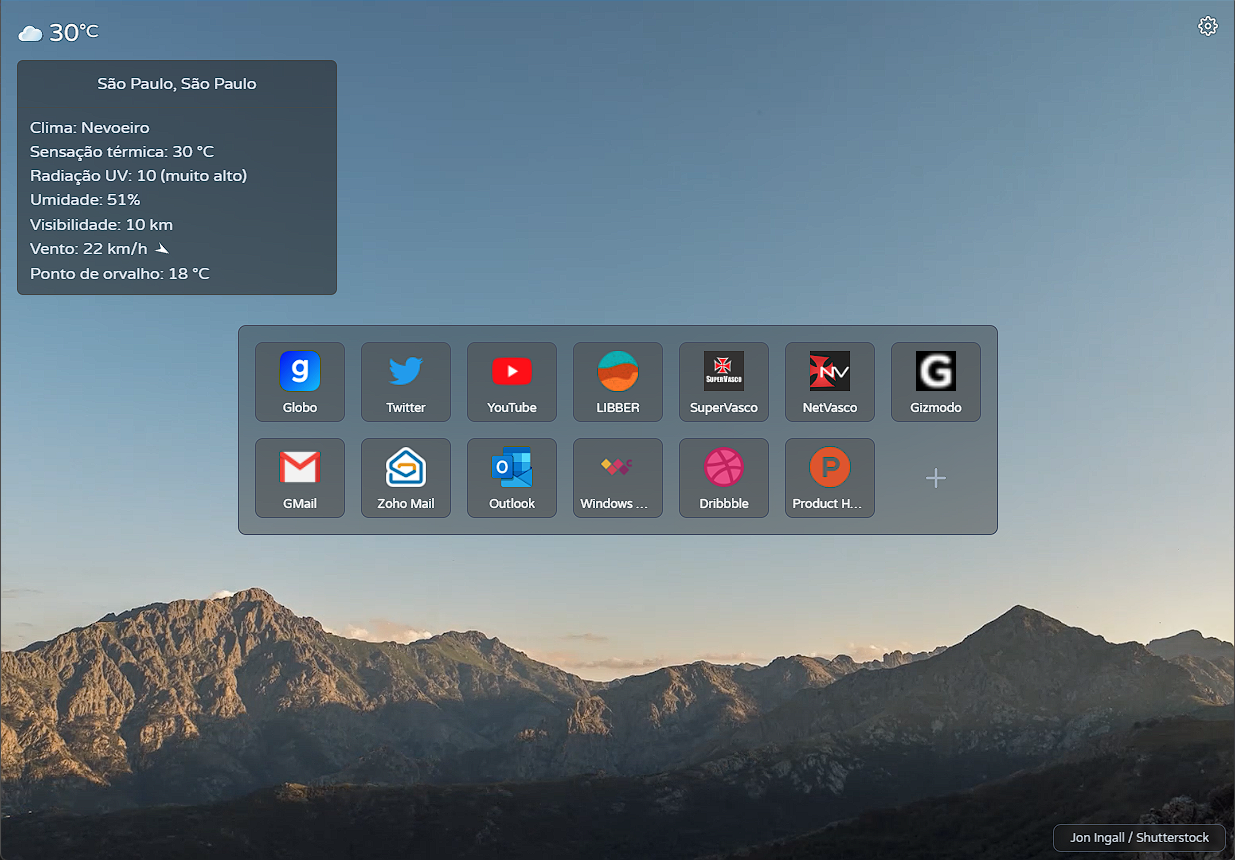 30°C
São Paulo, São Paulo
Clima: Nevoeiro
Sensação térmica: 30 °C
Radiação UV: 10 (muito alto)
Umidade: 51%
Visibilidade: 10 km
Vento: 22 km/h
Ponto de orvalho: 18 °C
g
SUPERVASCO
NV
G
Globo
Twitter
YouTube
LIBBER
SuperVasco
NetVasco
Gizmodo
O
P
GMail
Zoho Mail
Outlook
Windows ...
Dribbble
Product H...
+
Jon Ingall / Shutterstock